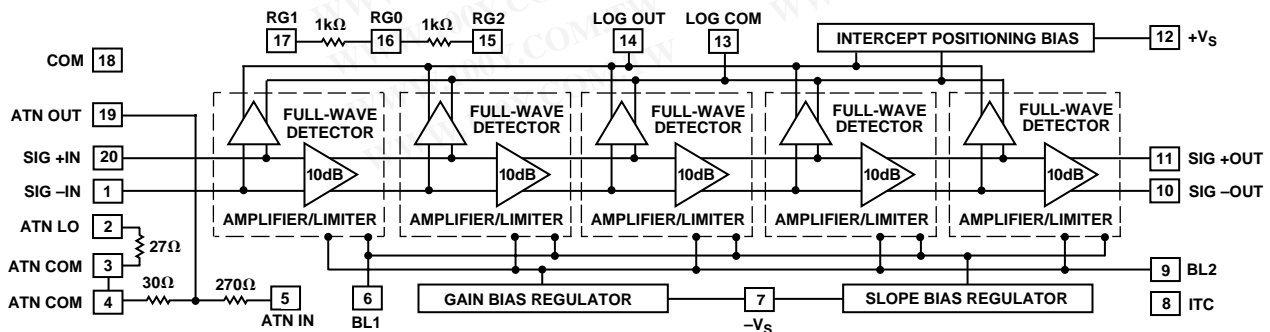 RG1 1kΩ RG0 1kΩ RG2 LOG OUT LOG COM
17 16 15 14 13 INTERCEPT POSITIONING BIAS 12 +VS
COM 18
ATN OUT 19
FULL-WAVE DETECTOR
FULL-WAVE DETECTOR
FULL-WAVE DETECTOR
FULL-WAVE DETECTOR
FULL-WAVE DETECTOR
SIG +IN 20
11 SIG +OUT
10dB 10dB 10dB 10dB 10dB
SIG –IN 1
10 SIG –OUT
AMPLIFIER/LIMITER AMPLIFIER/LIMITER AMPLIFIER/LIMITER AMPLIFIER/LIMITER AMPLIFIER/LIMITER
ATN LO 2
27Ω
ATN COM 3
9 BL2
30Ω 270Ω
ATN COM 4
5 ATN IN
6 BL1
GAIN BIAS REGULATOR 7 –VS SLOPE BIAS REGULATOR
8 ITC
WWW.100Y.COM.TW